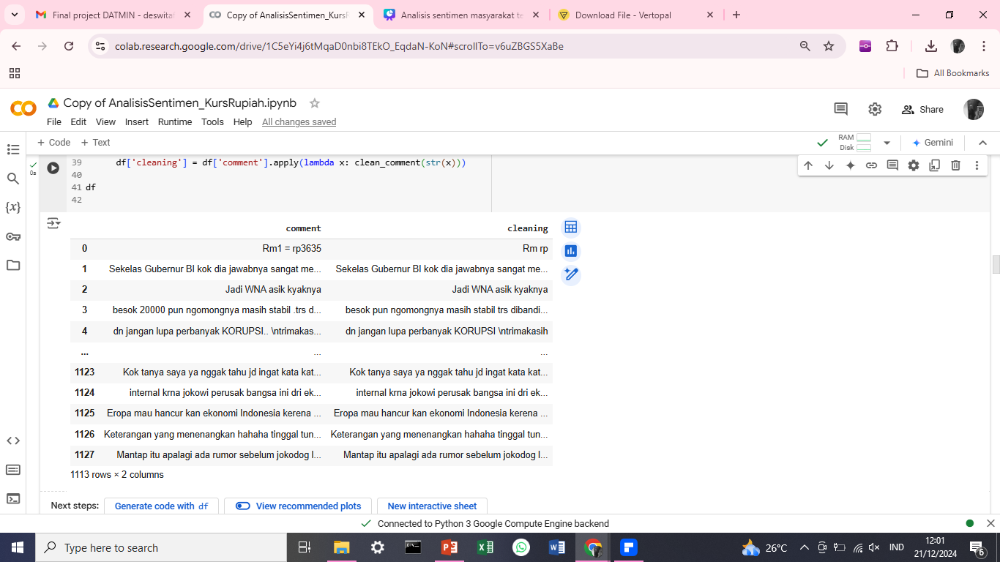 Final project DATMIN - deswitaf
Copy of AnalisisSentimen_KursR
Analisis sentimen masyarakat te
Download File - Vertopal
colab.research.google.com/drive/1C5eYi4j6tMqaD0nbi8TEkO_EqdaN-KoN#scrollTo=v6uZBGS5XaBe
All Bookmarks
Copy of AnalisisSentimen_KursRupiah.ipynb
File Edit View Insert Runtime Tools Help All changes saved
Share
+ Code + Text
RAM
Disk
Gemini
0s
39 df['cleaning'] = df['comment'].apply(lambda x: clean_comment(str(x)))
40
41 df
42
comment cleaning
0 Rm1 = rp3635 Rm rp
1 Sekelas Gubernur BI kok dia jawabnya sangat me... Sekelas Gubernur BI kok dia jawabnya sangat me...
2 Jadi WNA asik kyaknya Jadi WNA asik kyaknya
3 besok 20000 pun ngomongnya masih stabil .trs d... besok pun ngomongnya masih stabil trs dibandi...
4 dn jangan lupa perbanyak KORUPSI.. \ntrimakas... dn jangan lupa perbanyak KORUPSI \ntrimakasih
... ... ...
1123 Kok tanya saya ya nggak tahu jd ingat kata kat... Kok tanya saya ya nggak tahu jd ingat kata kat...
1124 internal krna jokowi perusak bangsa ini dri ek... internal krna jokowi perusak bangsa ini dri ek...
1125 Eropa mau hancur kan ekonomi Indonesia kerena ... Eropa mau hancur kan ekonomi Indonesia kerena ...
1126 Keterangan yang menenangkan hahaha tinggal tun... Keterangan yang menenangkan hahaha tinggal tun...
1127 Mantap itu apalagi ada rumor sebelum jokodog l... Mantap itu apalagi ada rumor sebelum jokodog l...
1113 rows × 2 columns
Next steps: Generate code with df View recommended plots New interactive sheet
Connected to Python 3 Google Compute Engine backend
Type here to search
26°C
IND
12:01
21/12/2024
6